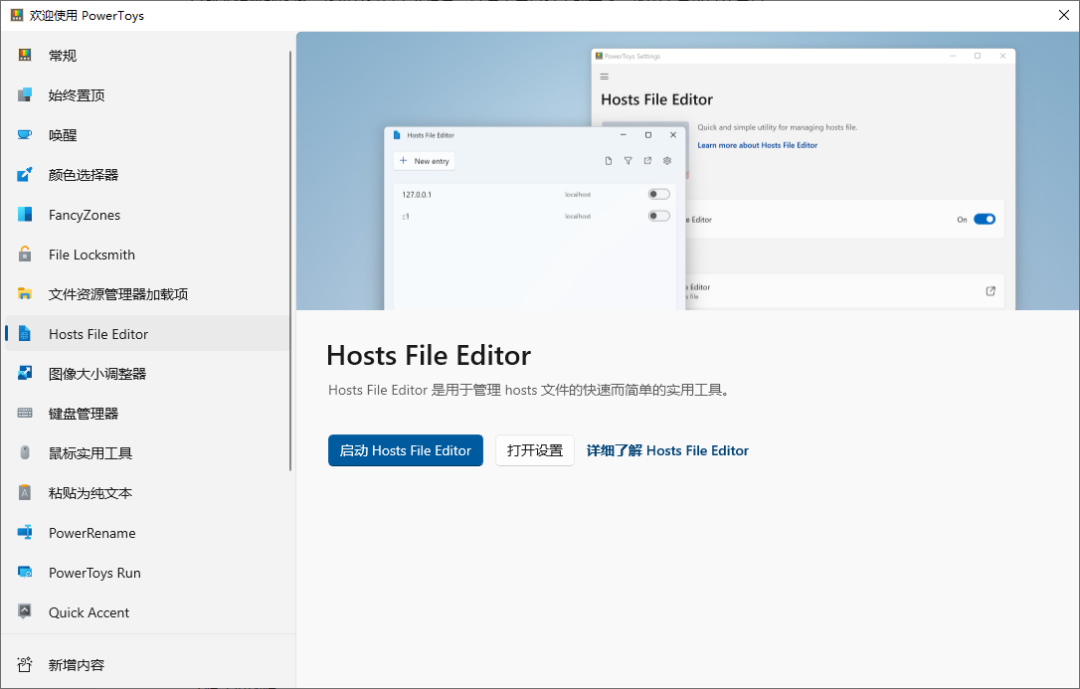 欢迎使用 PowerToys
常规
始终置顶
唤醒
颜色选择器
FancyZones
File Locksmith
文件资源管理器加载项
Hosts File Editor
图像大小调整器
键盘管理器
鼠标实用工具
粘贴为纯文本
PowerRename
PowerToys Run
Quick Accent
新增内容
PowerToys Settings
Hosts File Editor
Quick and simple utility for managing hosts file.
Learn more about Hosts File Editor
e Editor
On
Editor
s file
Hosts File Editor
New entry
127.0.0.1 localhost
::1 localhost
Hosts File Editor
Hosts File Editor 是用于管理 hosts 文件的快速而简单的实用工具。
启动 Hosts File Editor 打开设置 详细了解 Hosts File Editor